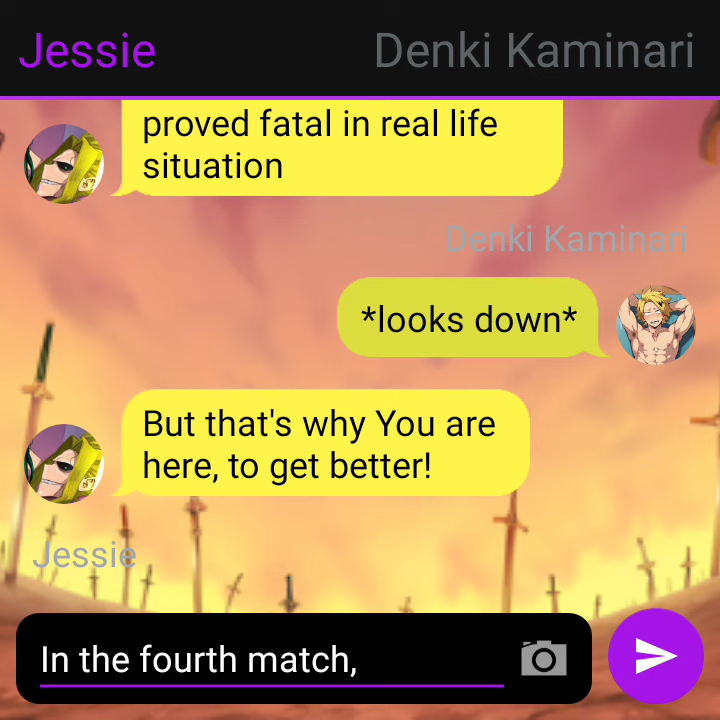 Jessie
Denki Kaminari
proved fatal in real life
situation
Denki Kaminari
*looks down*
But that's why You are
here, to get better!
Jessie
In the fourth match,